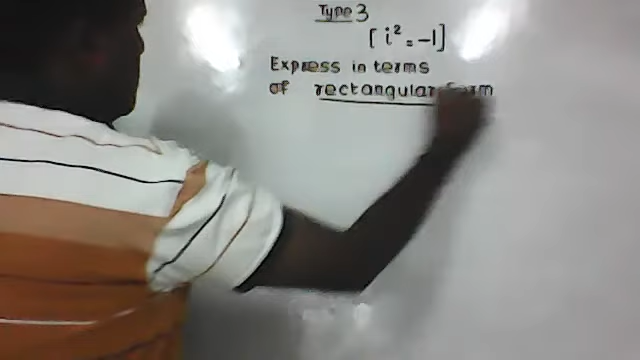 Type 3
[ i² = -1]
Express in terms
of rectangular form